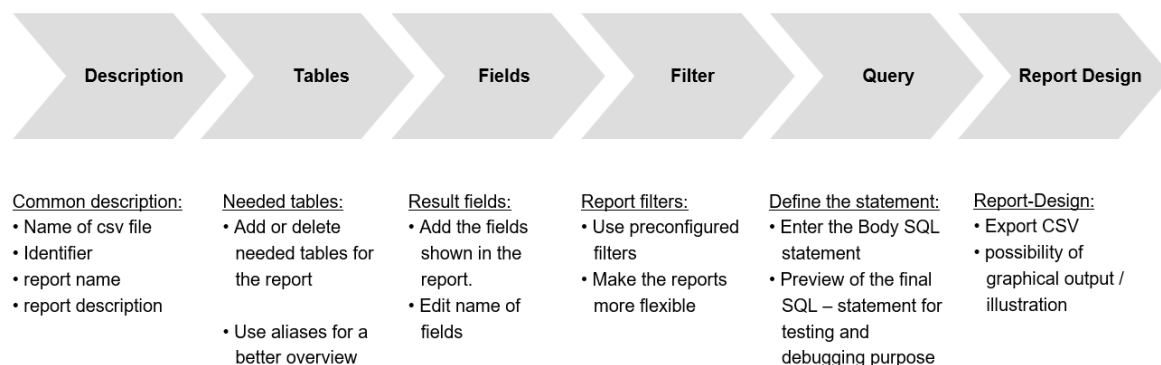 Description
Tables
Fields
Filter
Query
Report Design
Common description:
• Name of csv file
• Identifier
• report name
• report description
Needed tables:
• Add or delete
needed tables for
the report
• Use aliases for a
better overview
Result fields:
• Add the fields
shown in the
report.
• Edit name of
fields
Report filters:
• Use preconfigured
filters
• Make the reports
more flexible
Define the statement:
• Enter the Body SQL
statement
• Preview of the final
SQL – statement for
testing and
debugging purpose
Report-Design:
• Export CSV
• possibility of
graphical output /
illustration